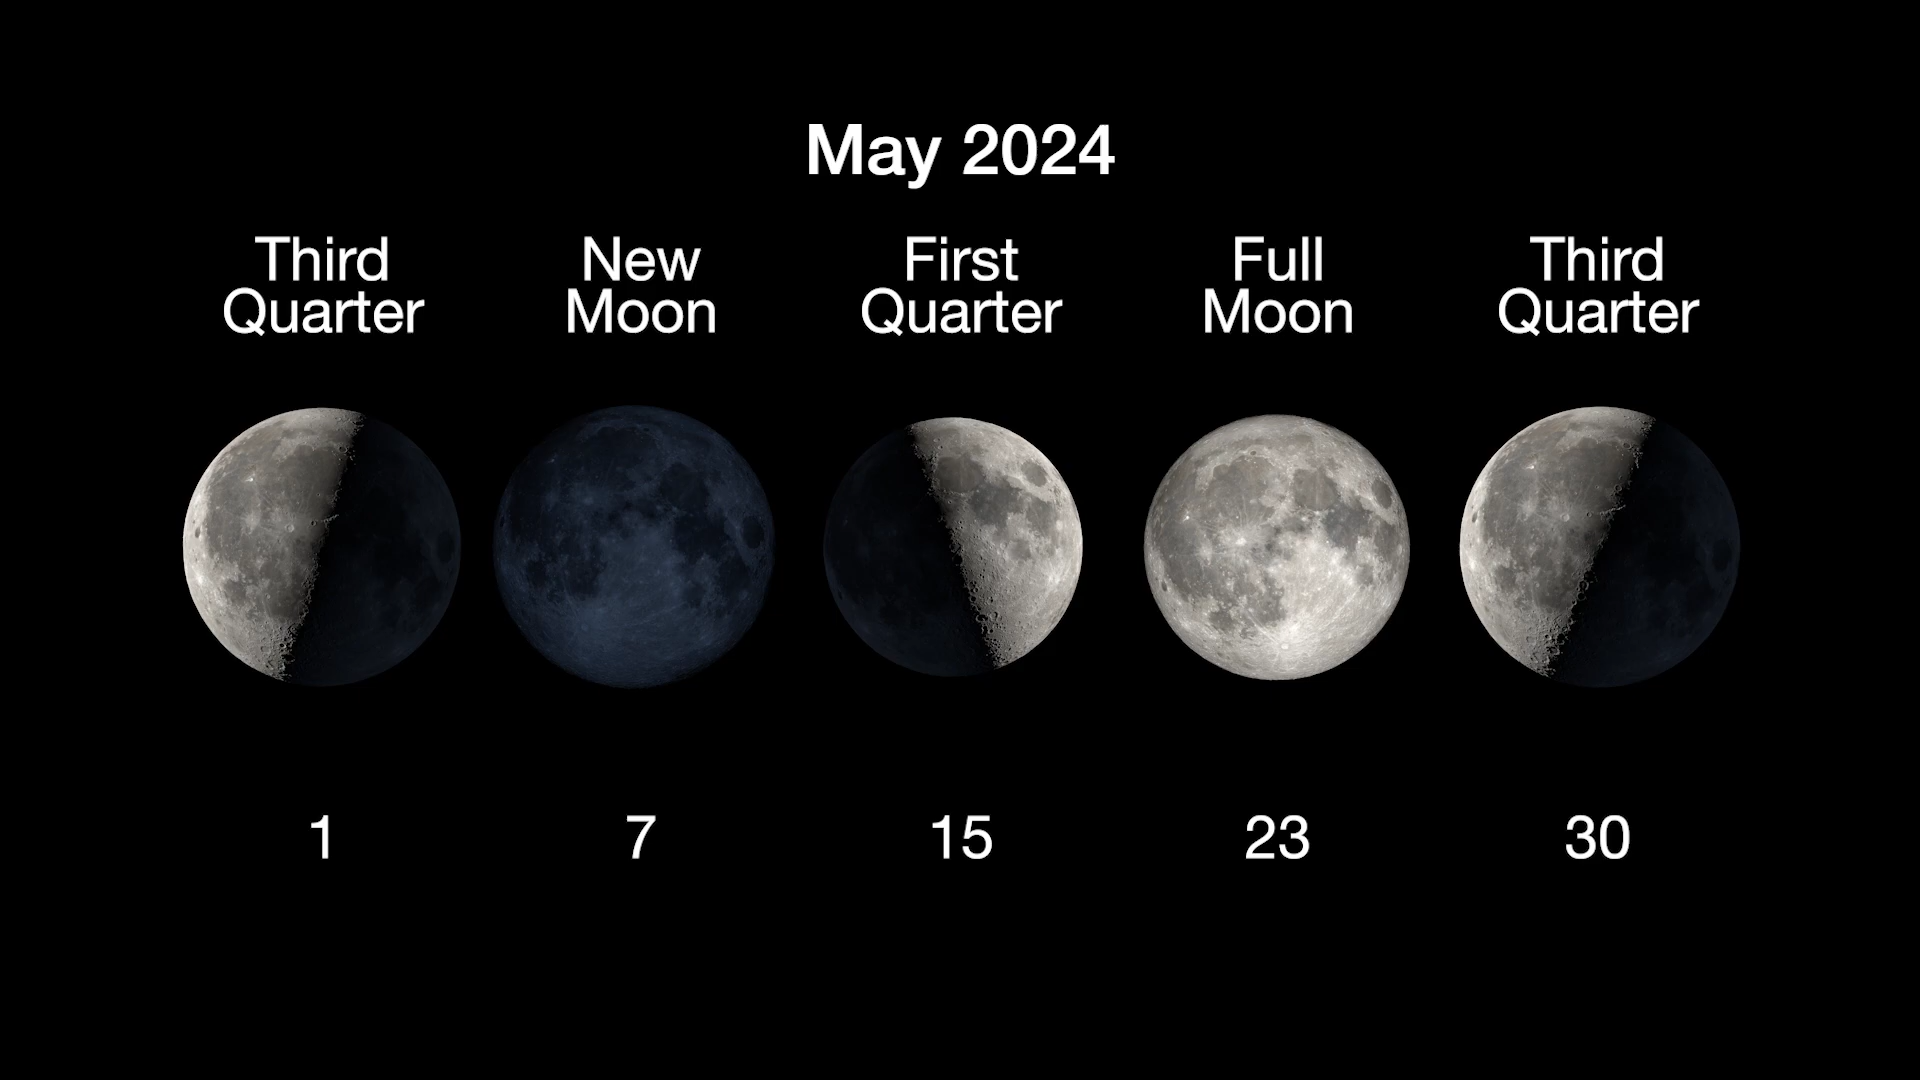 May 2024
Third
Quarter
New
Moon
First
Quarter
Full
Moon
Third
Quarter
1
7
15
23
30